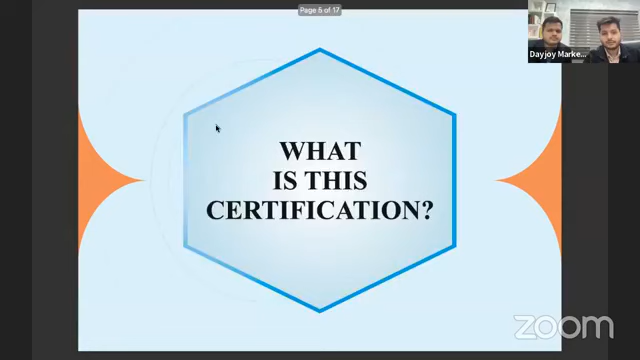 Page 5 of 17
Dayjoy Marke...
WHAT
IS THIS
CERTIFICATION?
zoom